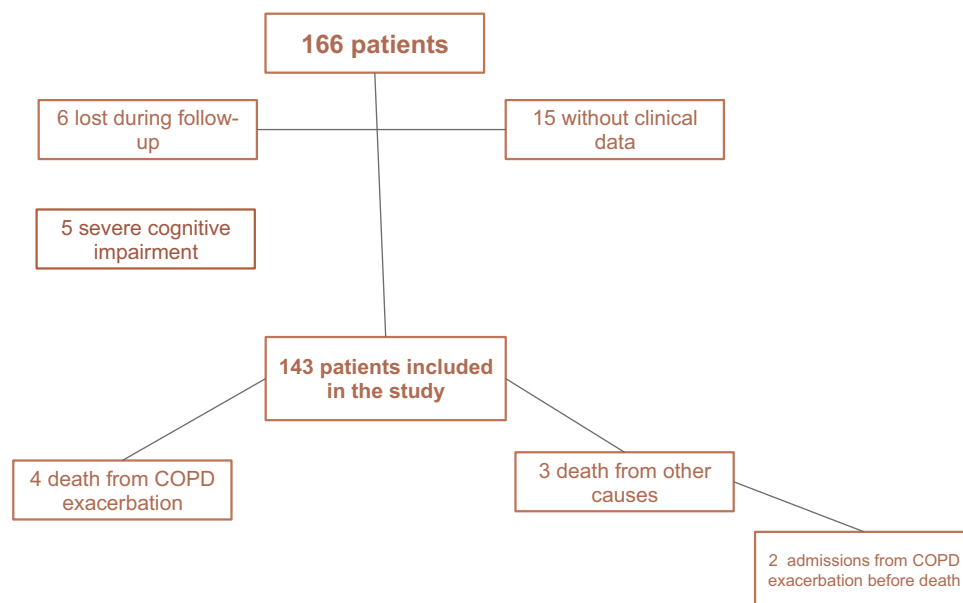 166 patients
6 lost during follow-
up
15 without clinical
data
5 severe cognitive
impairment
143 patients included
in the study
4 death from COPD
exacerbation
3 death from other
causes
2 admissions from COPD
exacerbation before death